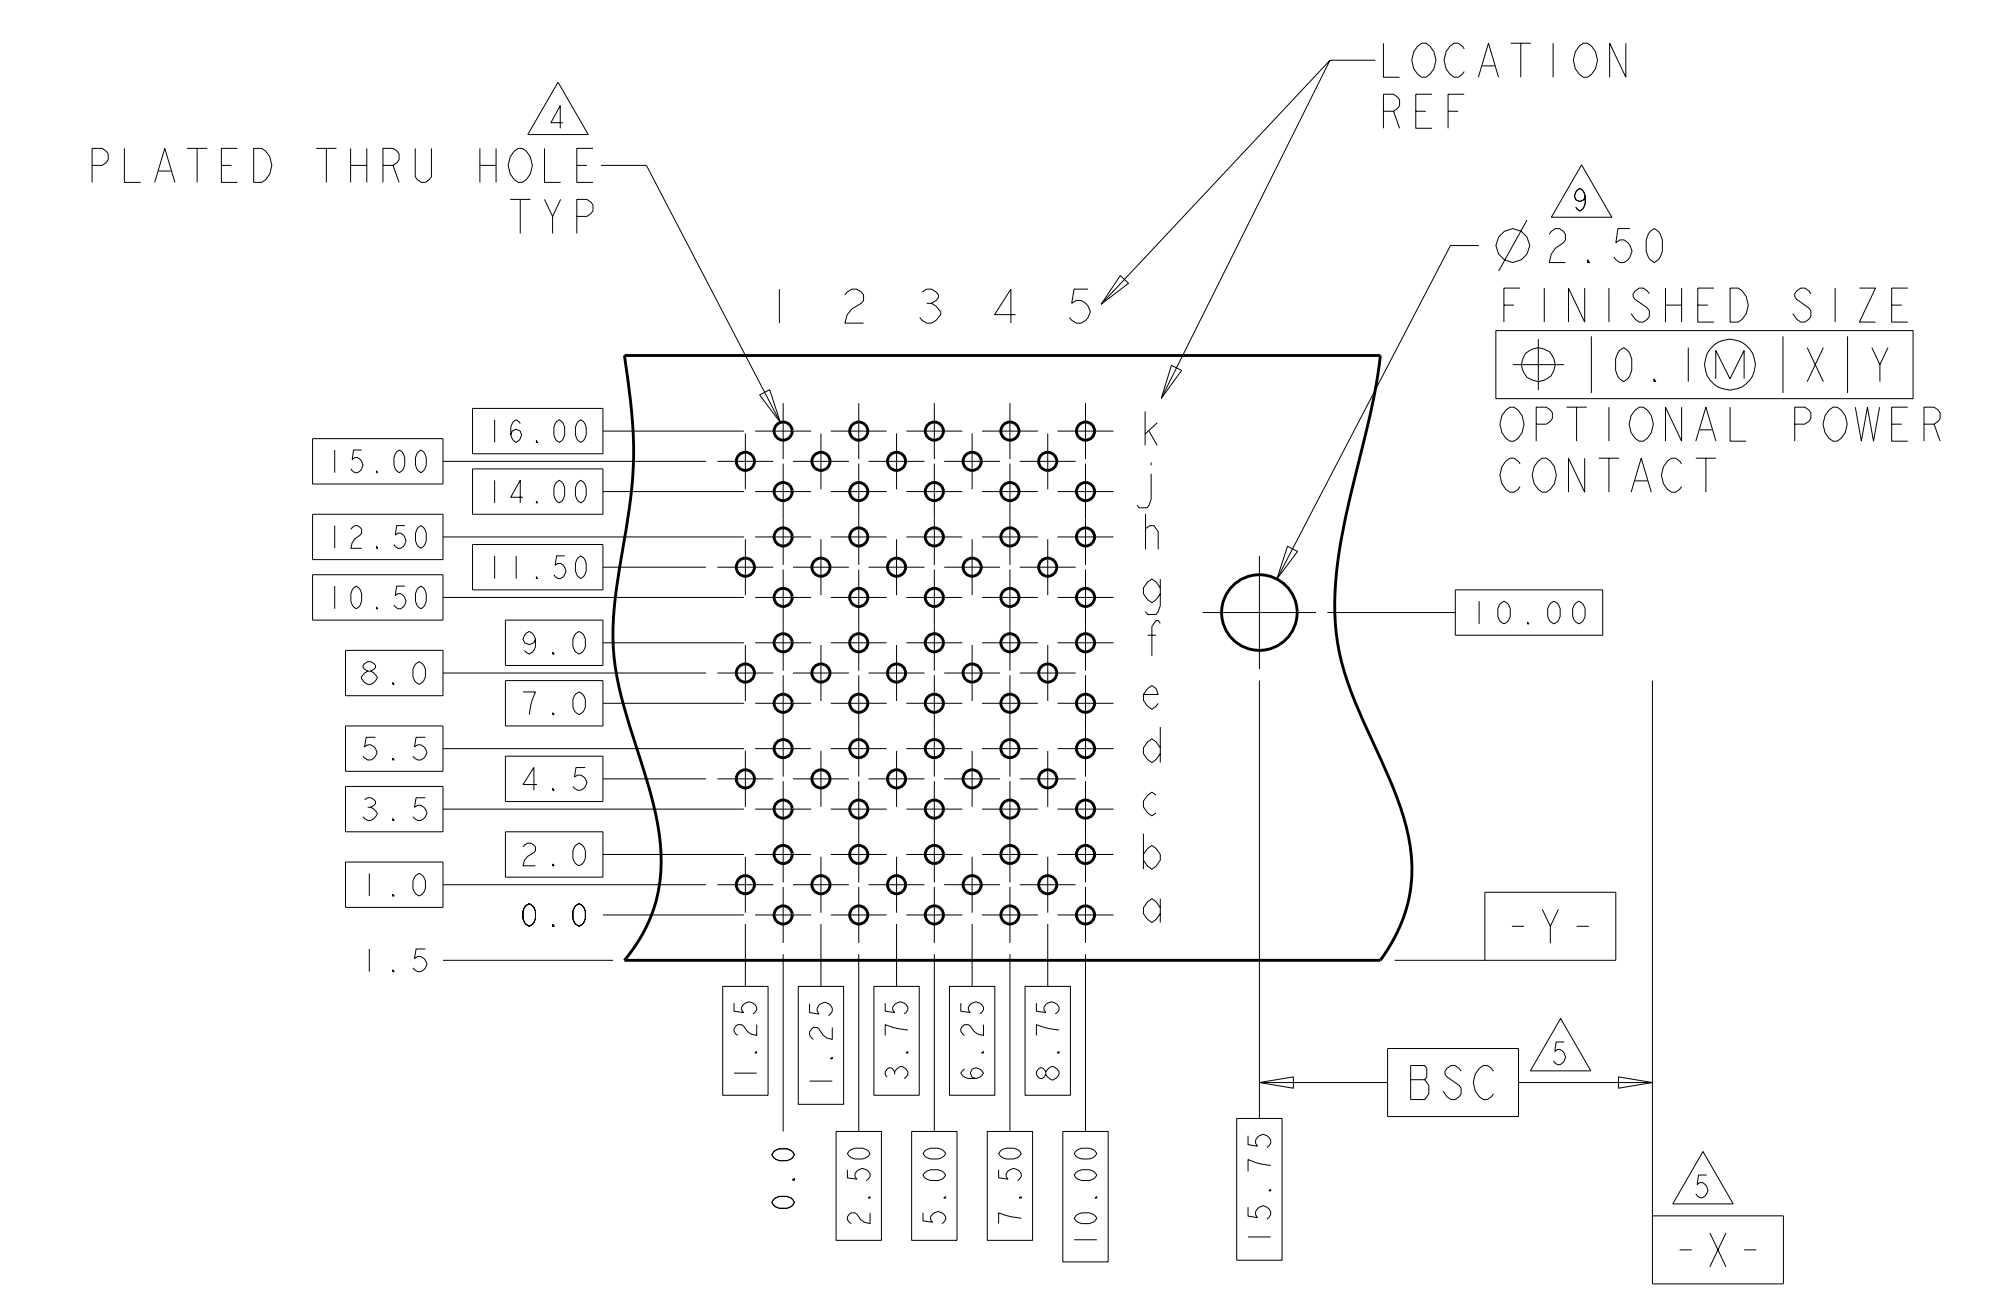 LOCATION
REF
4
PLATED THRU HOLE
TYP
9
Ø2.50
FINISHED SIZE
⌖ 0.1Ⓜ X Y
OPTIONAL POWER
CONTACT
1 2 3 4 5
k
j
h
g
f
e
d
c
b
a
16.00
15.00
14.00
12.50
11.50
10.50
9.0
8.0
7.0
5.5
4.5
3.5
2.0
1.0
0.0
1.5
10.00
-Y-
1.25 1.25 3.75 6.25 8.75
0.0 2.50 5.00 7.50 10.00 15.75
BSC
5
5
-X-